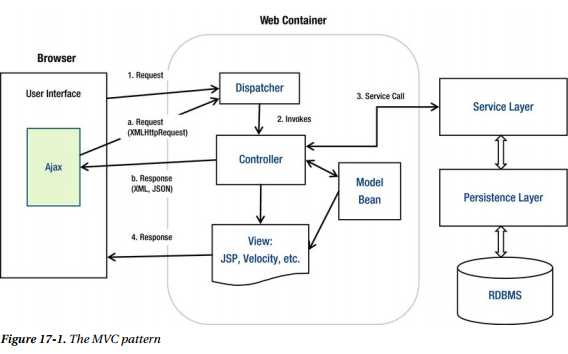 Web Container
Browser
User Interface
1. Request
Dispatcher
3. Service Call
Service Layer
a. Request
(XMLHttpRequest)
2. Invokes
Ajax
Controller
Model
Bean
b. Response
(XML, JSON)
Persistence Layer
4. Response
View:
JSP, Velocity, etc.
RDBMS
Figure 17-1. The MVC pattern